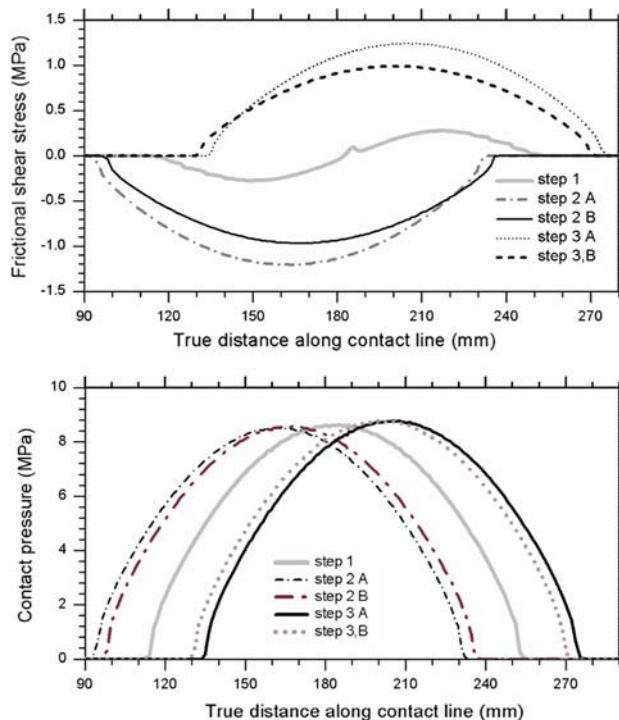 Frictional shear stress (MPa)
1.5
1.0
0.5
0.0
-0.5
-1.0
-1.5
step 1
step 2 A
step 2 B
step 3 A
step 3,B
90
120
150
180
210
240
270
True distance along contact line (mm)
Contact pressure (MPa)
10
8
6
4
2
0
step 1
step 2 A
step 2 B
step 3 A
step 3,B
90
120
150
180
210
240
270
True distance along contact line (mm)